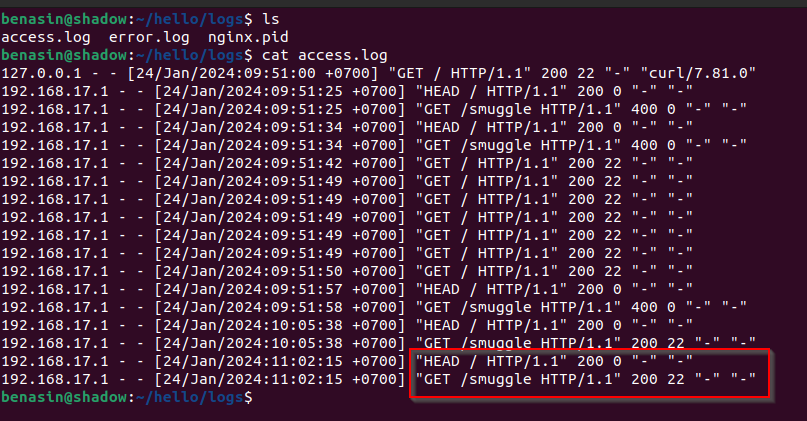 benasin@shadow:~/hello/logs$ ls
access.log  error.log  nginx.pid
benasin@shadow:~/hello/logs$ cat access.log
127.0.0.1 - - [24/Jan/2024:09:51:00 +0700] "GET / HTTP/1.1" 200 22 "-" "curl/7.81.0"
192.168.17.1 - - [24/Jan/2024:09:51:25 +0700] "HEAD / HTTP/1.1" 200 0 "-" "-"
192.168.17.1 - - [24/Jan/2024:09:51:25 +0700] "GET /smuggle HTTP/1.1" 400 0 "-" "-"
192.168.17.1 - - [24/Jan/2024:09:51:34 +0700] "HEAD / HTTP/1.1" 200 0 "-" "-"
192.168.17.1 - - [24/Jan/2024:09:51:34 +0700] "GET /smuggle HTTP/1.1" 400 0 "-" "-"
192.168.17.1 - - [24/Jan/2024:09:51:42 +0700] "GET / HTTP/1.1" 200 22 "-" "-"
192.168.17.1 - - [24/Jan/2024:09:51:49 +0700] "GET / HTTP/1.1" 200 22 "-" "-"
192.168.17.1 - - [24/Jan/2024:09:51:49 +0700] "GET / HTTP/1.1" 200 22 "-" "-"
192.168.17.1 - - [24/Jan/2024:09:51:49 +0700] "GET / HTTP/1.1" 200 22 "-" "-"
192.168.17.1 - - [24/Jan/2024:09:51:49 +0700] "GET / HTTP/1.1" 200 22 "-" "-"
192.168.17.1 - - [24/Jan/2024:09:51:49 +0700] "GET / HTTP/1.1" 200 22 "-" "-"
192.168.17.1 - - [24/Jan/2024:09:51:50 +0700] "GET / HTTP/1.1" 200 22 "-" "-"
192.168.17.1 - - [24/Jan/2024:09:51:57 +0700] "HEAD / HTTP/1.1" 200 0 "-" "-"
192.168.17.1 - - [24/Jan/2024:09:51:58 +0700] "GET /smuggle HTTP/1.1" 400 0 "-" "-"
192.168.17.1 - - [24/Jan/2024:10:05:38 +0700] "HEAD / HTTP/1.1" 200 0 "-" "-"
192.168.17.1 - - [24/Jan/2024:10:05:38 +0700] "GET /smuggle HTTP/1.1" 200 22 "-" "-"
192.168.17.1 - - [24/Jan/2024:11:02:15 +0700] "HEAD / HTTP/1.1" 200 0 "-" "-"
192.168.17.1 - - [24/Jan/2024:11:02:15 +0700] "GET /smuggle HTTP/1.1" 200 22 "-" "-"
benasin@shadow:~/hello/logs$